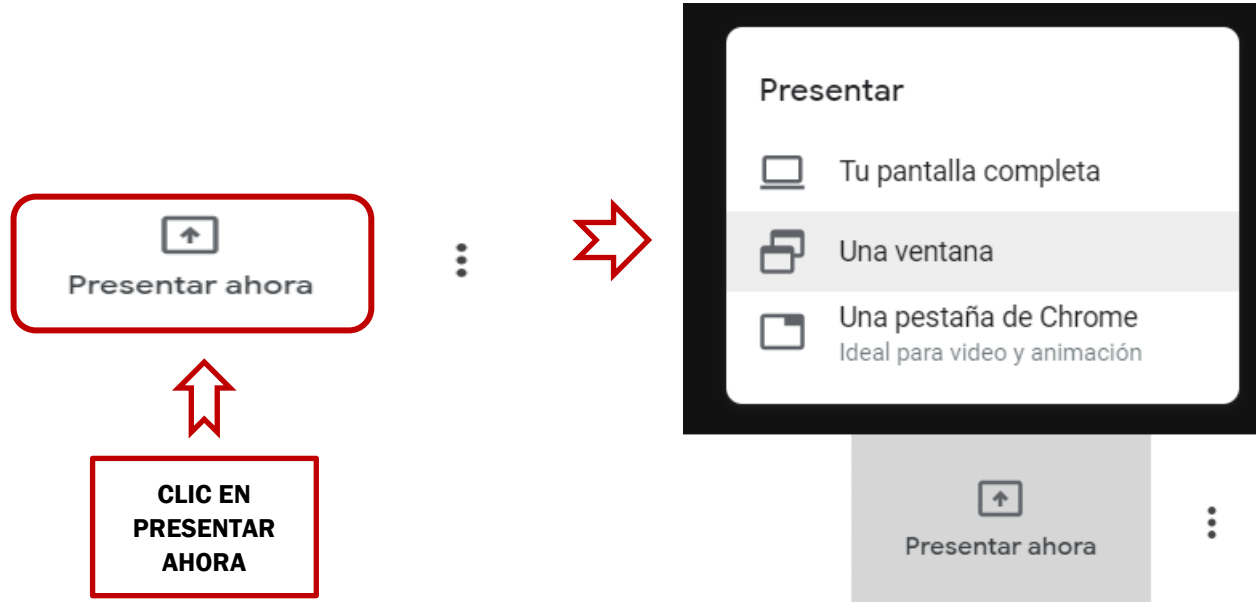 Presentar ahora
CLIC EN
PRESENTAR
AHORA
Presentar
Tu pantalla completa
Una ventana
Una pestaña de Chrome
Ideal para video y animación
Presentar ahora